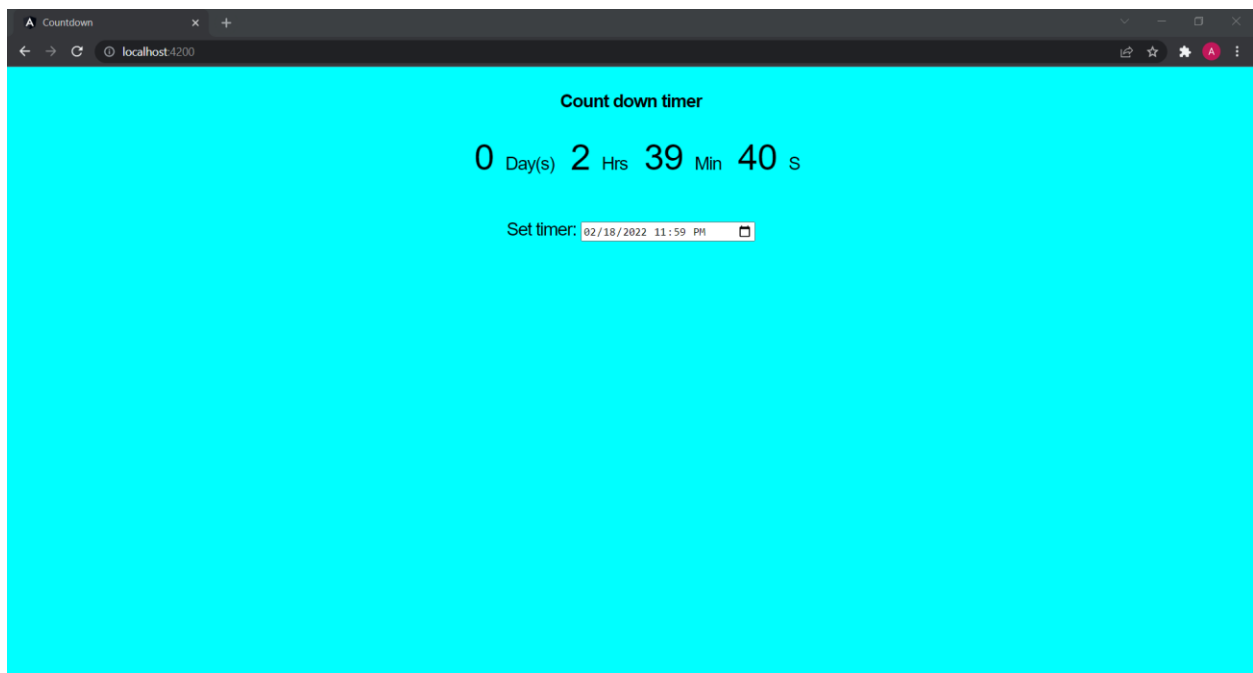 A Countdown
localhost:4200
A
Count down timer
0 Day(s) 2 Hrs 39 Min 40 S
Set timer: 02/18/2022 11:59 PM